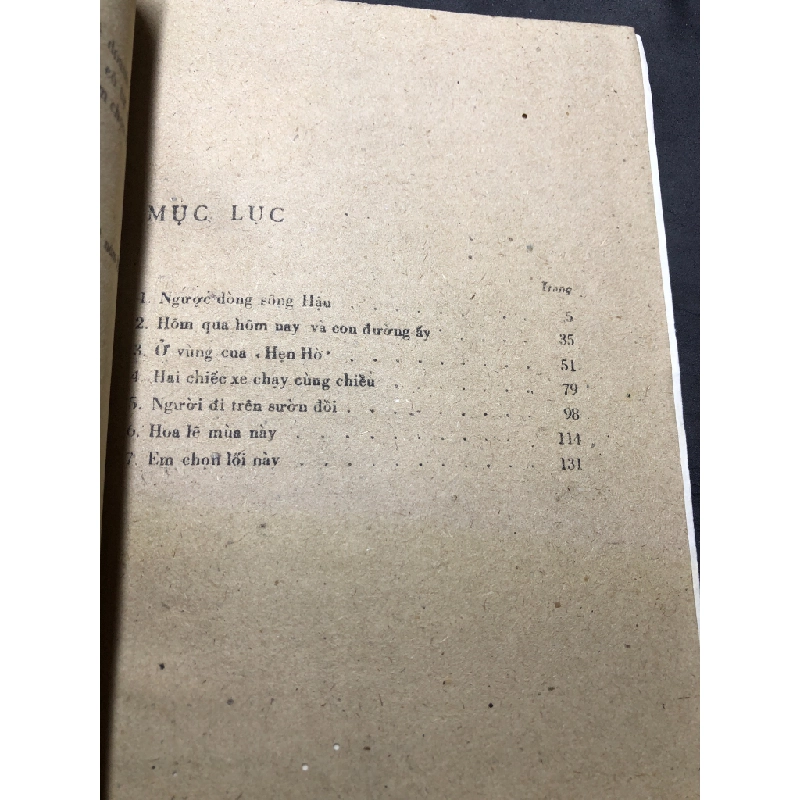 MỤC LỤC
Trang
1. Ngược dòng sông Hậu . . . . . 5
2. Hôm qua hôm nay và con đường ấy . . . . 35
3. Ở vùng cua «Hẹn Hò» . . . . . 51
4. Hai chiếc xe chạy cùng chiều . . . . . 79
5. Người đi trên sườn đồi . . . . . 98
6. Hoa lê mùa này . . . . . . . 114
7. Em chọn lối này . . . . . . . 131